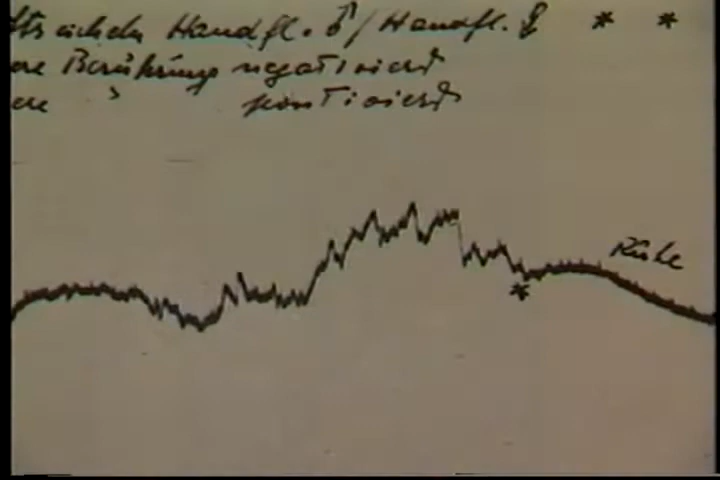 Handfl. ♂ / Handfl. ♀ * *
Berührung negativiert
" positiviert
Ruhe
*